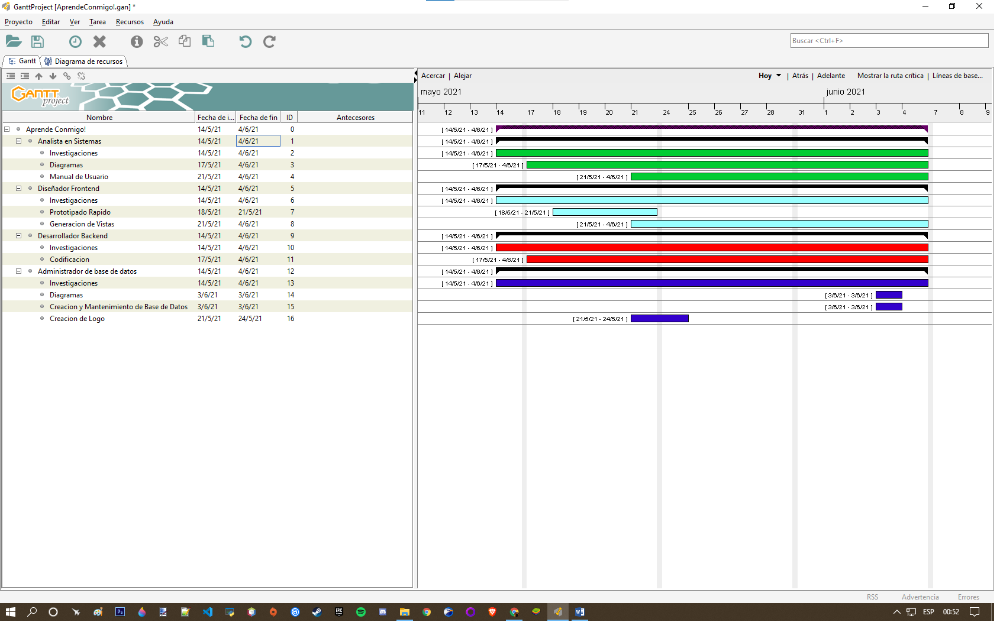 GanttProject [AprendeConmigo!.gan] *
Proyecto Editar Ver Tarea Recursos Ayuda
Buscar <Ctrl+F>
Gantt Diagrama de recursos
Acercar | Alejar Hoy | Atrás | Adelante Mostrar la ruta crítica | Líneas de base...
GANTT project
mayo 2021 junio 2021
11 12 13 14 17 18 19 20 21 24 25 26 27 28 31 1 2 3 4 7 8 9
Nombre Fecha de i... Fecha de fin ID Antecesores
Aprende Conmigo! 14/5/21 4/6/21 0 [ 14/5/21 - 4/6/21 ]
Analista en Sistemas 14/5/21 4/6/21 1 [ 14/5/21 - 4/6/21 ]
Investigaciones 14/5/21 4/6/21 2 [ 14/5/21 - 4/6/21 ]
Diagramas 17/5/21 4/6/21 3 [ 17/5/21 - 4/6/21 ]
Manual de Usuario 21/5/21 4/6/21 4 [ 21/5/21 - 4/6/21 ]
Diseñador Frontend 14/5/21 4/6/21 5 [ 14/5/21 - 4/6/21 ]
Investigaciones 14/5/21 4/6/21 6 [ 14/5/21 - 4/6/21 ]
Prototipado Rapido 18/5/21 21/5/21 7 [ 18/5/21 - 21/5/21 ]
Generacion de Vistas 21/5/21 4/6/21 8 [ 21/5/21 - 4/6/21 ]
Desarrollador Backend 14/5/21 4/6/21 9 [ 14/5/21 - 4/6/21 ]
Investigaciones 14/5/21 4/6/21 10 [ 14/5/21 - 4/6/21 ]
Codificacion 17/5/21 4/6/21 11 [ 17/5/21 - 4/6/21 ]
Administrador de base de datos 14/5/21 4/6/21 12 [ 14/5/21 - 4/6/21 ]
Investigaciones 14/5/21 4/6/21 13 [ 14/5/21 - 4/6/21 ]
Diagramas 3/6/21 3/6/21 14 [ 3/6/21 - 3/6/21 ]
Creacion y Mantenimiento de Base de Datos 3/6/21 3/6/21 15 [ 3/6/21 - 3/6/21 ]
Creacion de Logo 21/5/21 24/5/21 16 [ 21/5/21 - 24/5/21 ]
RSS Advertencia Errores
Ps EPIC ESP 00:52